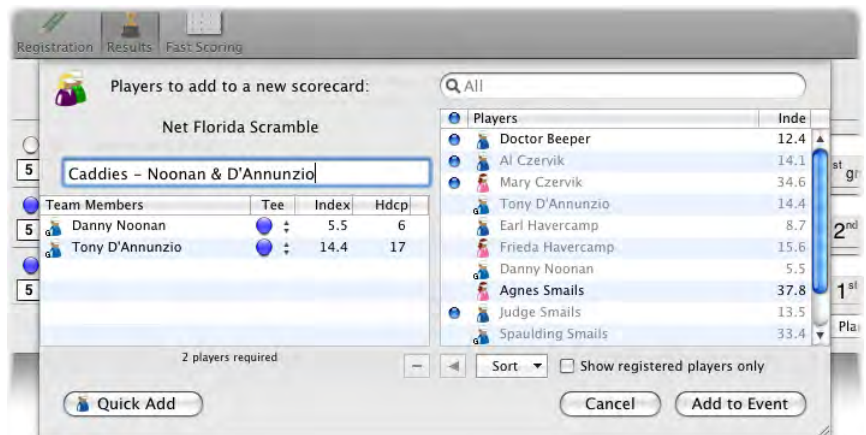 Registration Results Fast Scoring
Players to add to a new scorecard:
All
Net Florida Scramble
Caddies – Noonan & D'Annunzio
Team Members Tee Index Hdcp
Danny Noonan 5.5 6
Tony D'Annunzio 14.4 17
2 players required
Players Inde
Doctor Beeper 12.4
Al Czervik 14.1
Mary Czervik 34.6
Tony D'Annunzio 14.4
Earl Havercamp 8.7
Frieda Havercamp 15.6
Danny Noonan 5.5
Agnes Smails 37.8
Judge Smails 13.5
Spaulding Smails 33.4
Sort Show registered players only
Quick Add Cancel Add to Event
5
5
5
st gr
2nd
1st
Pla